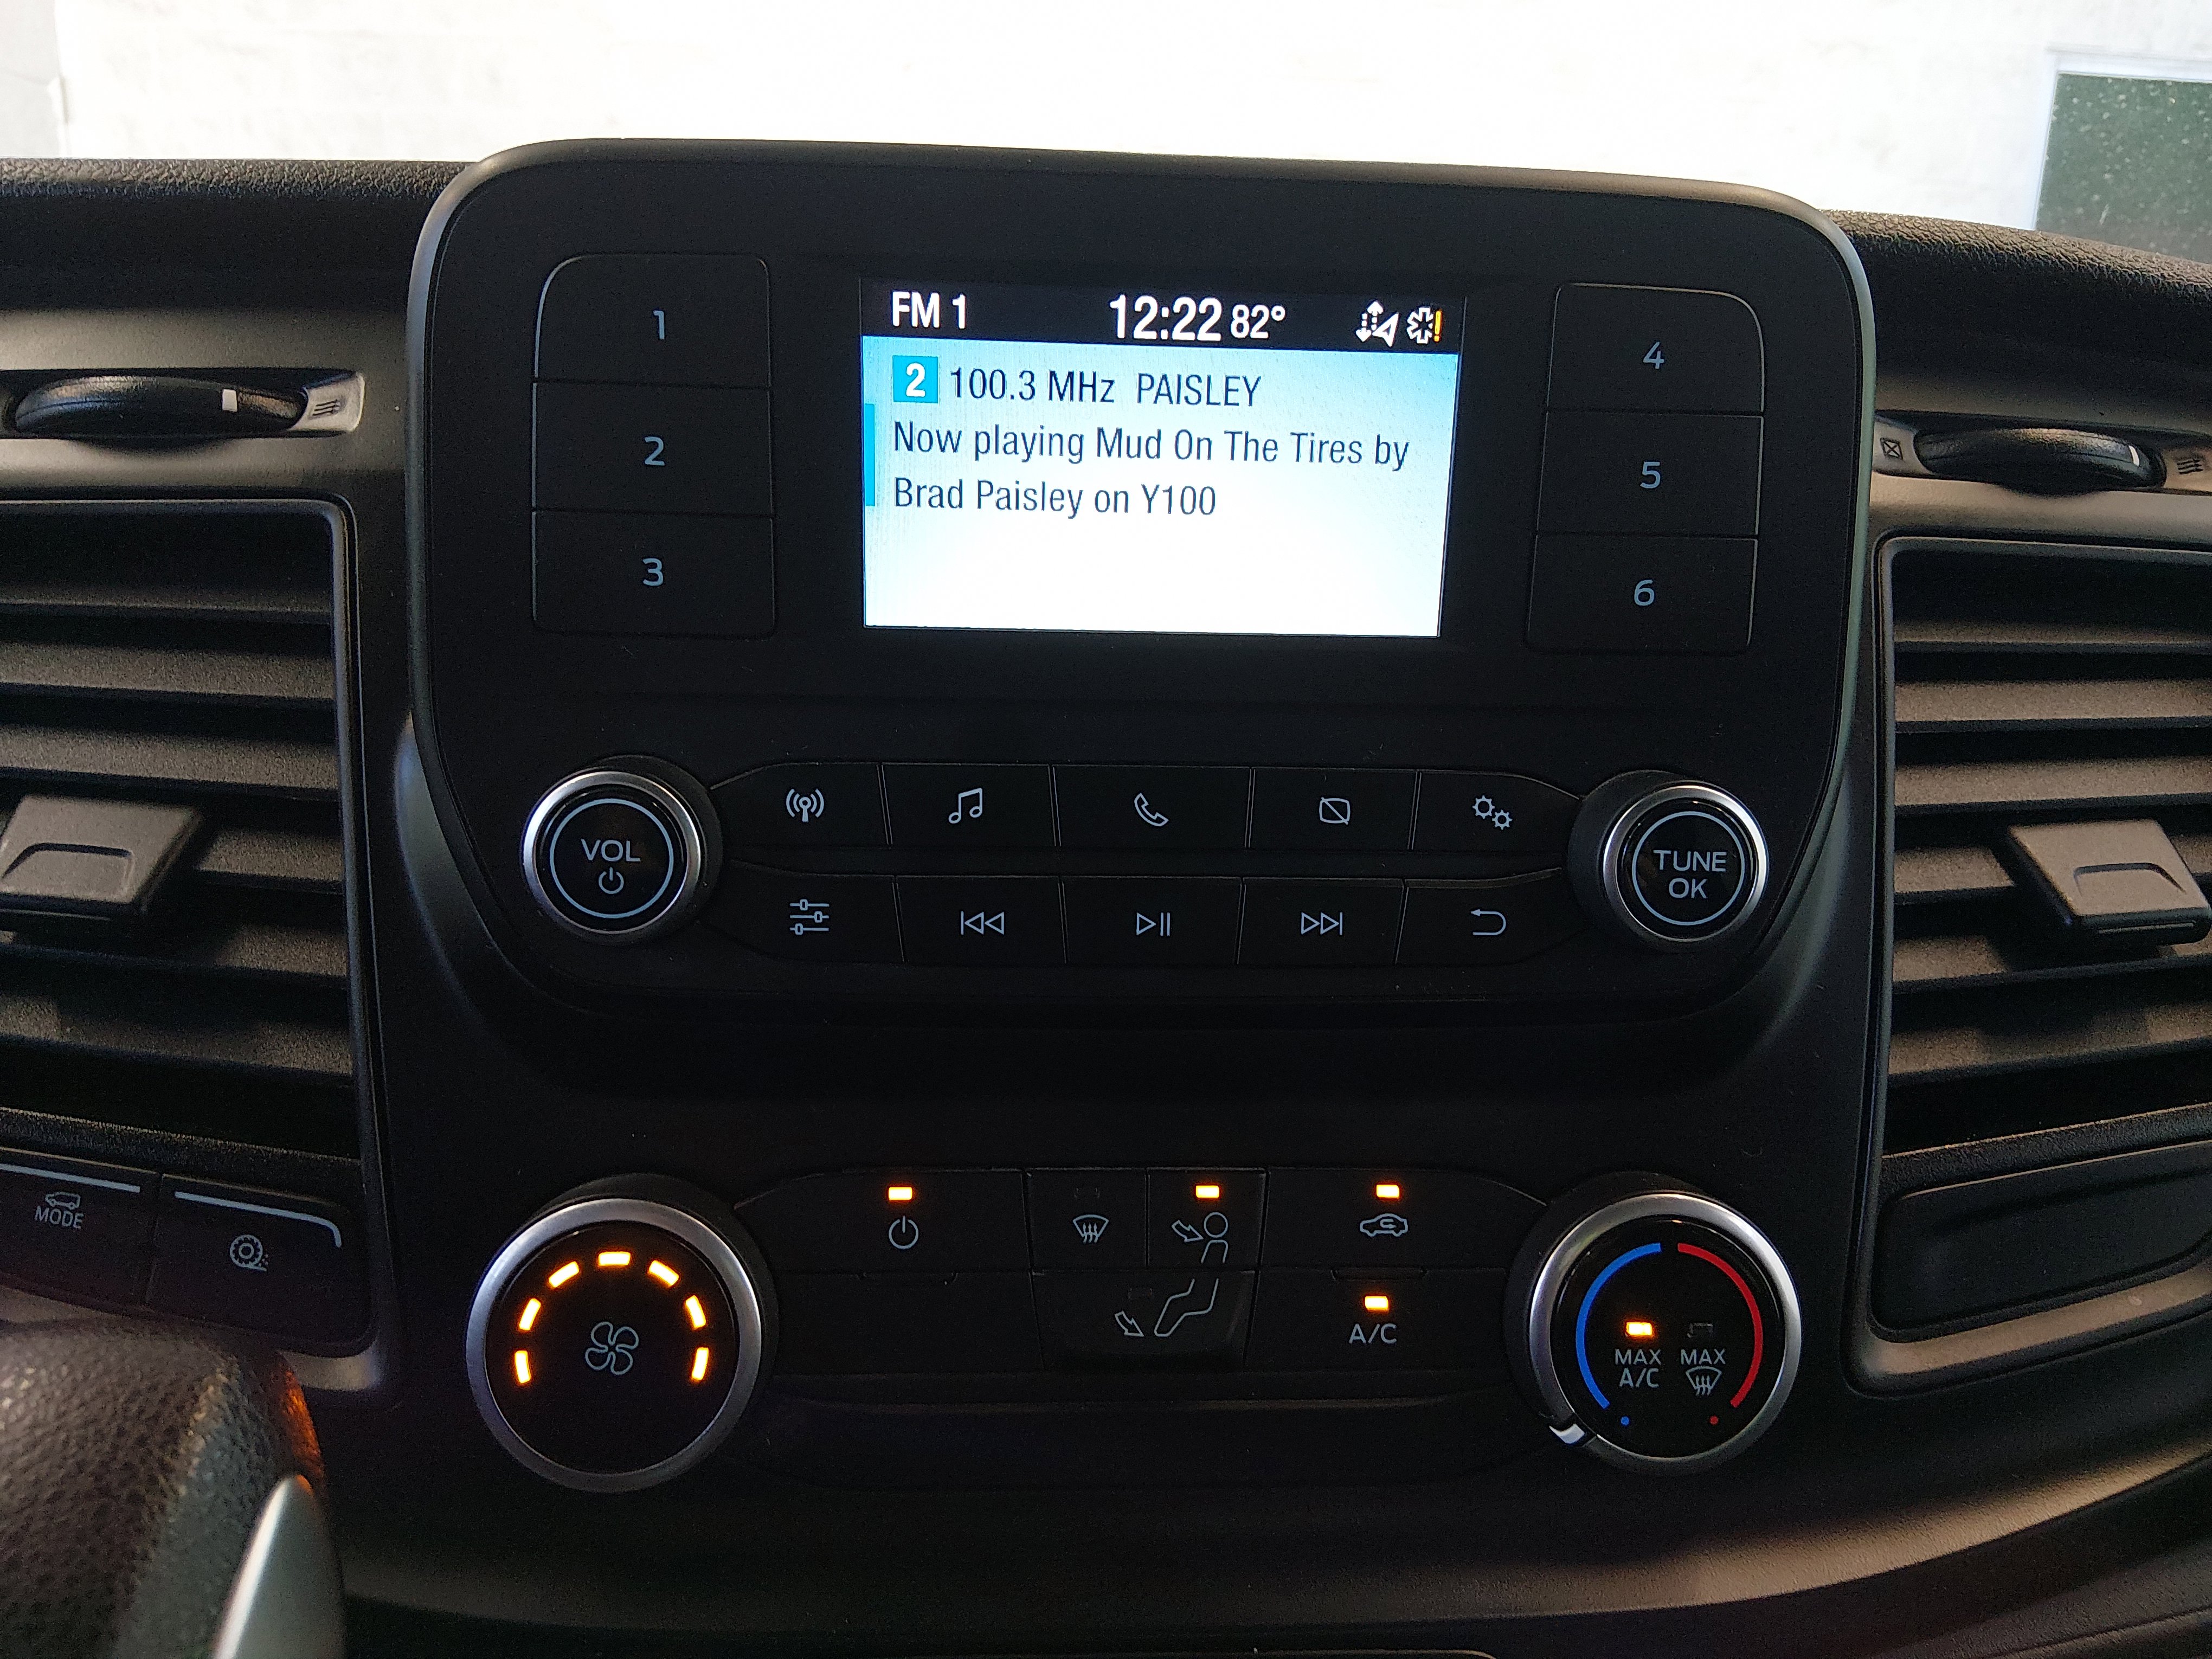 FM 1 12:22 82°
2 100.3 MHz PAISLEY
Now playing Mud On The Tires by
Brad Paisley on Y100
1
2
3
4
5
6
VOL
TUNE
OK
MODE
A/C
MAX
A/C
MAX